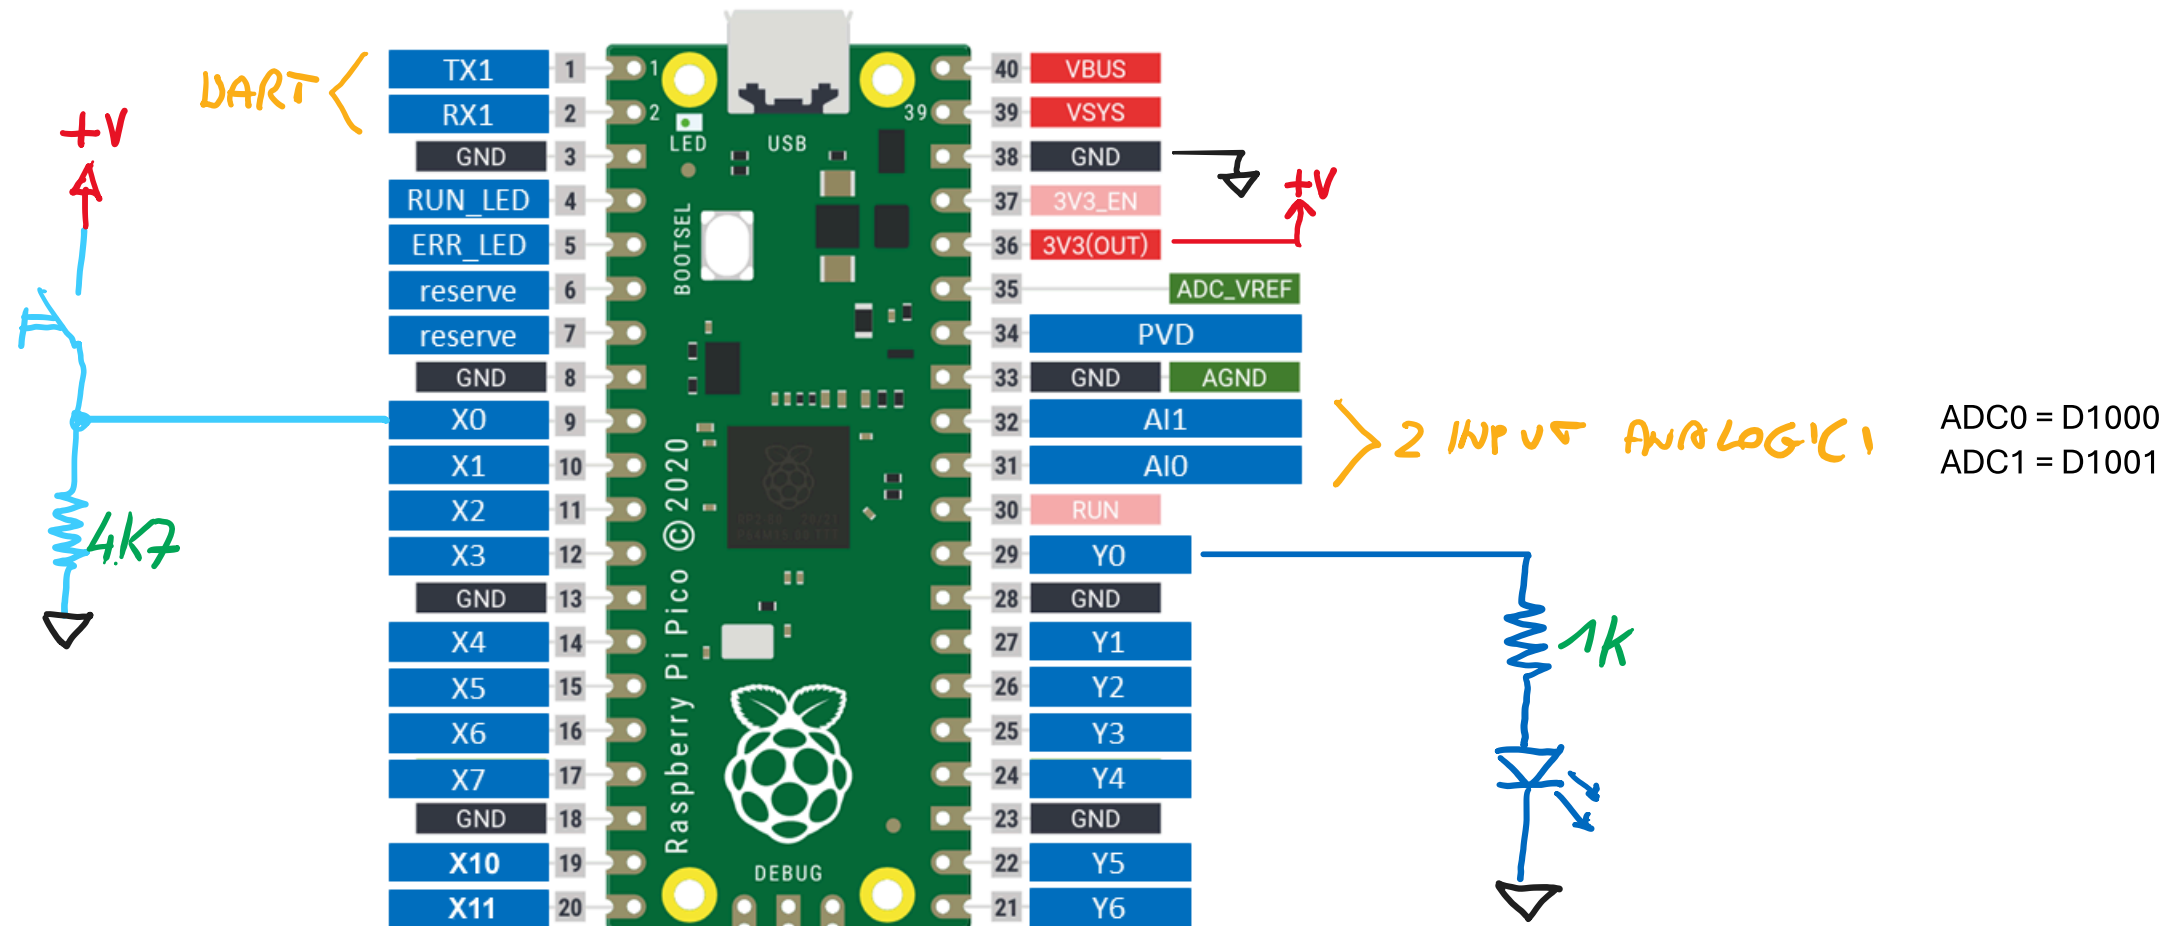 UART
+V
TX1 1
RX1 2
GND 3
RUN_LED 4
ERR_LED 5
reserve 6
reserve 7
GND 8
X0 9
X1 10
X2 11
X3 12
GND 13
X4 14
X5 15
X6 16
X7 17
GND 18
X10 19
X11 20
4K7
1
2
39
LED
USB
BOOTSEL
Raspberry Pi Pico © 2020
DEBUG
40 VBUS
39 VSYS
38 GND
37 3V3_EN
36 3V3(OUT)
35 ADC_VREF
34 PVD
33 GND AGND
32 AI1
31 AI0
30 RUN
29 Y0
28 GND
27 Y1
26 Y2
25 Y3
24 Y4
23 GND
22 Y5
21 Y6
+V
2 INPUT ANALOGICI
ADC0 = D1000
ADC1 = D1001
1K